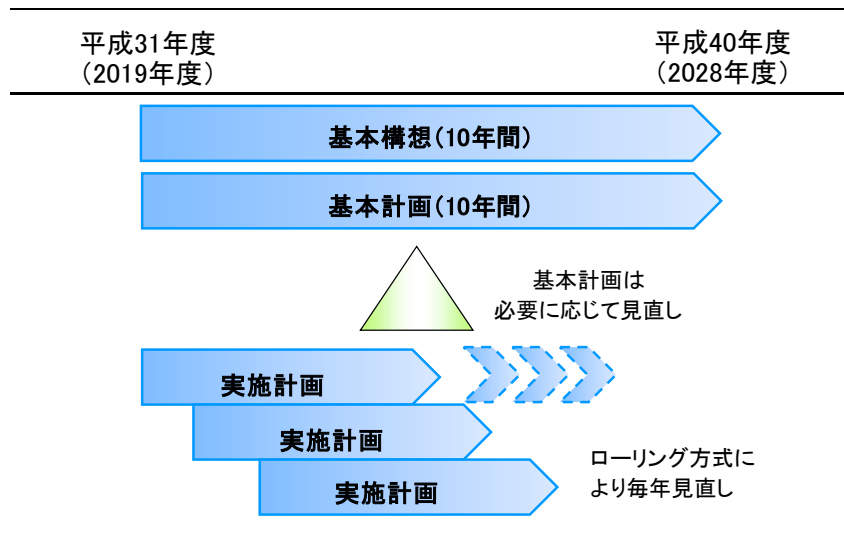 平成31年度
（2019年度）
平成40年度
（2028年度）
基本構想（10年間）
基本計画（10年間）
基本計画は
必要に応じて見直し
実施計画
実施計画
実施計画
ローリング方式に
より毎年見直し